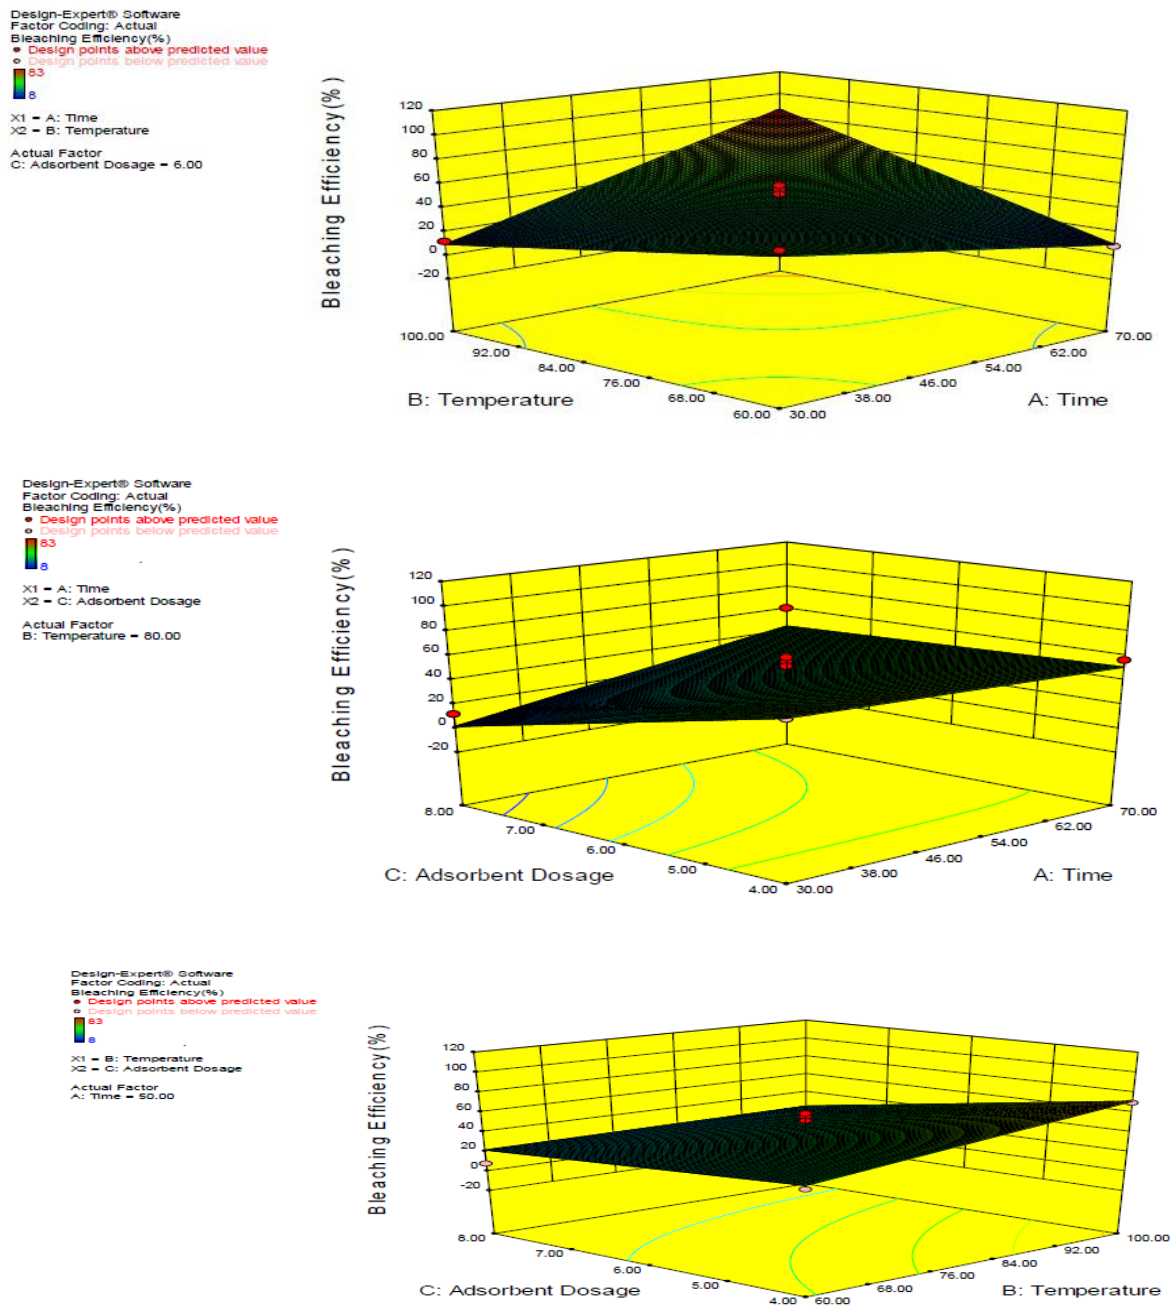 Design-Expert® Software
Factor Coding: Actual
Bleaching Efficiency(%)
Design points above predicted value
Design points below predicted value
83
8
X1 = A: Time
X2 = B: Temperature
Actual Factor
C: Adsorbent Dosage = 6.00
Bleaching Efficiency(%)
120
100
80
60
40
20
0
-20
100.00
92.00
84.00
76.00
68.00
60.00
30.00
38.00
46.00
54.00
62.00
70.00
B: Temperature
A: Time
Design-Expert® Software
Factor Coding: Actual
Bleaching Efficiency(%)
Design points above predicted value
Design points below predicted value
83
8
X1 = A: Time
X2 = C: Adsorbent Dosage
Actual Factor
B: Temperature = 80.00
Bleaching Efficiency(%)
120
100
80
60
40
20
0
-20
8.00
7.00
6.00
5.00
4.00
30.00
38.00
46.00
54.00
62.00
70.00
C: Adsorbent Dosage
A: Time
Design-Expert® Software
Factor Coding: Actual
Bleaching Efficiency(%)
Design points above predicted value
Design points below predicted value
83
8
X1 = B: Temperature
X2 = C: Adsorbent Dosage
Actual Factor
A: Time = 50.00
Bleaching Efficiency(%)
120
100
80
60
40
20
0
-20
8.00
7.00
6.00
5.00
4.00
60.00
68.00
76.00
84.00
92.00
100.00
C: Adsorbent Dosage
B: Temperature